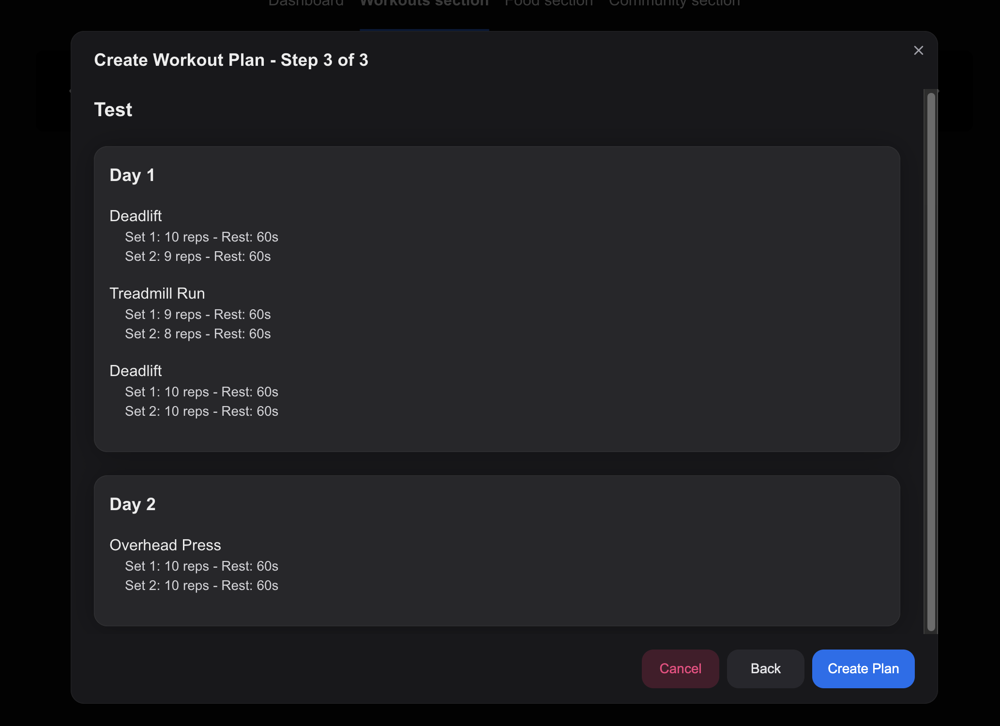 Dashboard Workouts section Food section Community section
Create Workout Plan - Step 3 of 3
Test
Day 1
Deadlift
Set 1: 10 reps - Rest: 60s
Set 2: 9 reps - Rest: 60s
Treadmill Run
Set 1: 9 reps - Rest: 60s
Set 2: 8 reps - Rest: 60s
Deadlift
Set 1: 10 reps - Rest: 60s
Set 2: 10 reps - Rest: 60s
Day 2
Overhead Press
Set 1: 10 reps - Rest: 60s
Set 2: 10 reps - Rest: 60s
Cancel Back Create Plan